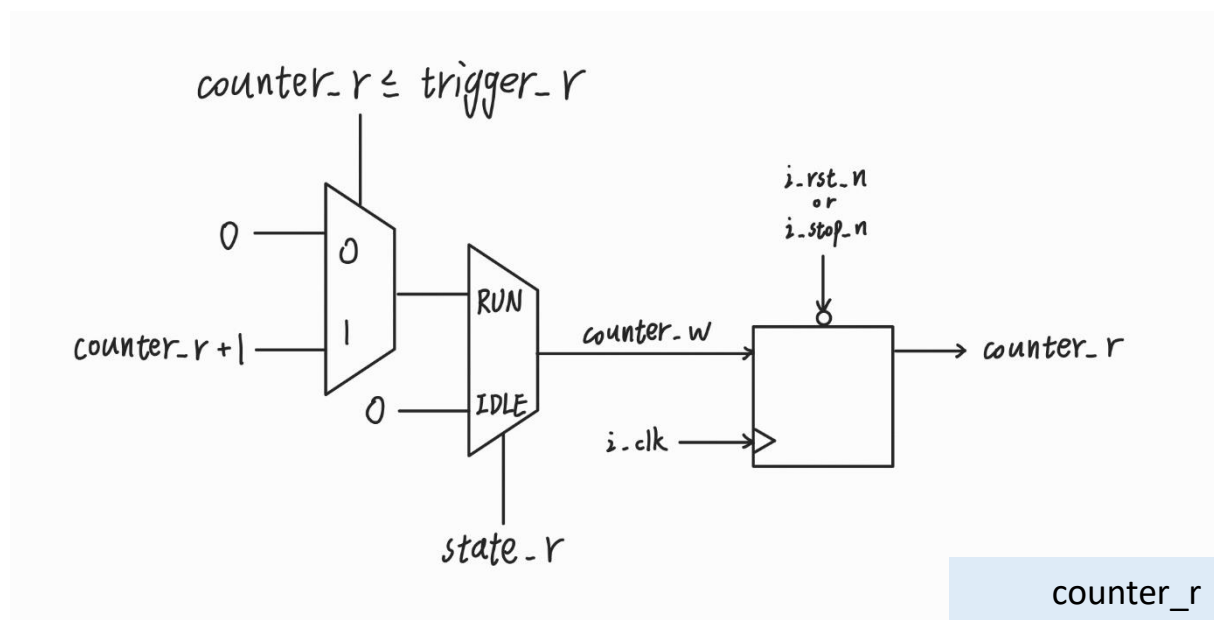 counter_r ≤ trigger_r
0
0
1
counter_r +1
RUN
0
IDLE
state_r
counter_w
i_clk
i_rst_n
or
i_stop_n
counter_r
counter_r